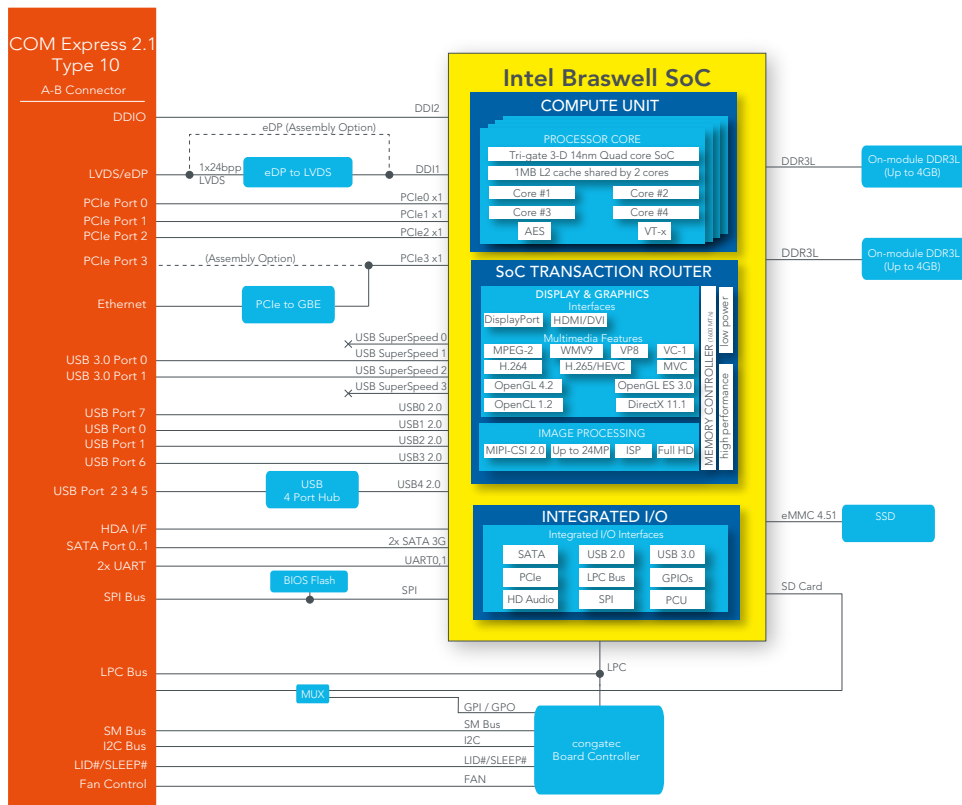 COM Express 2.1
Type 10
A-B Connector
DDIO
LVDS/eDP
PCIe Port 0
PCIe Port 1
PCIe Port 2
PCIe Port 3
Ethernet
USB 3.0 Port 0
USB 3.0 Port 1
USB Port 7
USB Port 0
USB Port 1
USB Port 6
USB Port 2 3 4 5
HDA I/F
SATA Port 0..1
2x UART
SPI Bus
LPC Bus
SM Bus
I2C Bus
LID#/SLEEP#
Fan Control
DDI2
eDP (Assembly Option)
1x24bpp
LVDS
eDP to LVDS
DDI1
PCIe0 x1
PCIe1 x1
PCIe2 x1
(Assembly Option)
PCIe3 x1
PCIe to GBE
USB SuperSpeed 0
USB SuperSpeed 1
USB SuperSpeed 2
USB SuperSpeed 3
USB0 2.0
USB1 2.0
USB2 2.0
USB3 2.0
USB
4 Port Hub
USB4 2.0
2x SATA 3G
UART0,1
BIOS Flash
SPI
MUX
GPI / GPO
SM Bus
I2C
LID#/SLEEP#
FAN
Intel Braswell SoC
COMPUTE UNIT
PROCESSOR CORE
Tri-gate 3-D 14nm Quad core SoC
1MB L2 cache shared by 2 cores
Core #1
Core #2
Core #3
Core #4
AES
VT-x
SoC TRANSACTION ROUTER
DISPLAY & GRAPHICS
Interfaces
DisplayPort
HDMI/DVI
Multimedia Features
MPEG-2
WMV9
VP8
VC-1
H.264
H.265/HEVC
MVC
OpenGL 4.2
OpenGL ES 3.0
OpenCL 1.2
DirectX 11.1
IMAGE PROCESSING
MIPI-CSI 2.0
Up to 24MP
ISP
Full HD
MEMORY CONTROLLER (1600 MT/s)
low power
high performance
INTEGRATED I/O
Integrated I/O Interfaces
SATA
USB 2.0
USB 3.0
PCIe
LPC Bus
GPIOs
HD Audio
SPI
PCU
LPC
congatec
Board Controller
DDR3L
On-module DDR3L
(Up to 4GB)
DDR3L
On-module DDR3L
(Up to 4GB)
eMMC 4.51
SSD
SD Card